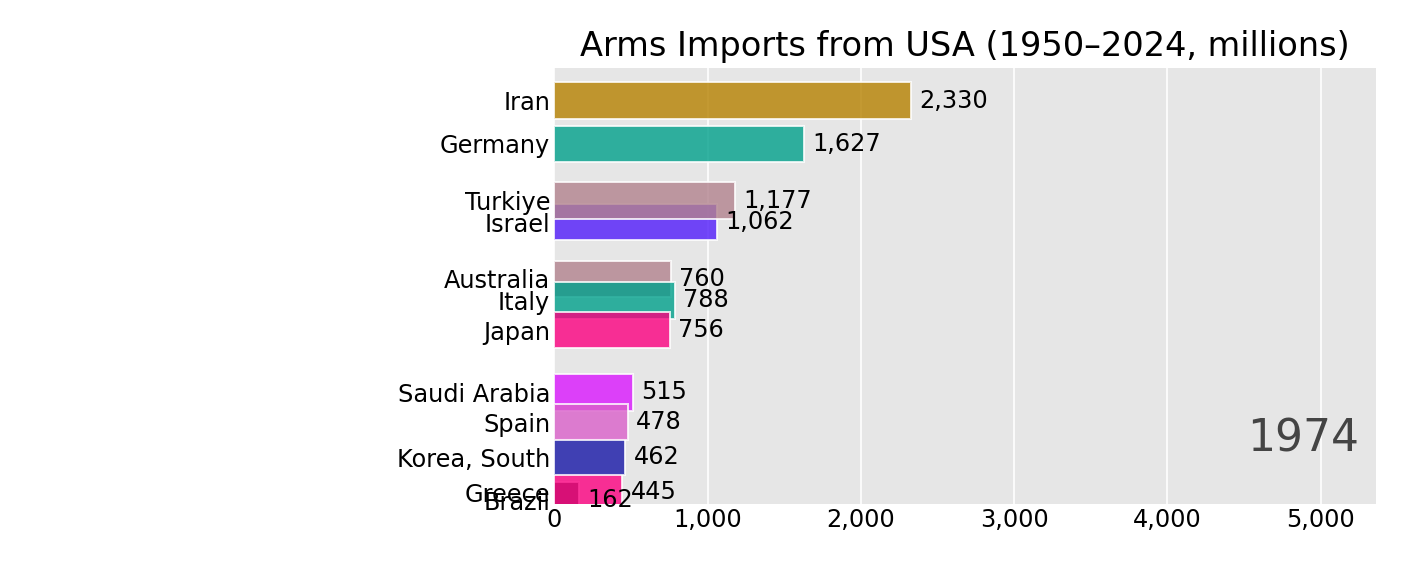 Arms Imports from USA (1950–2024, millions)
Iran 2,330
Germany 1,627
Turkiye 1,177
Israel 1,062
Australia 760
Italy 788
Japan 756
Saudi Arabia 515
Spain 478
Korea, South 462
Greece 445
Brazil 162
1974
0 1,000 2,000 3,000 4,000 5,000